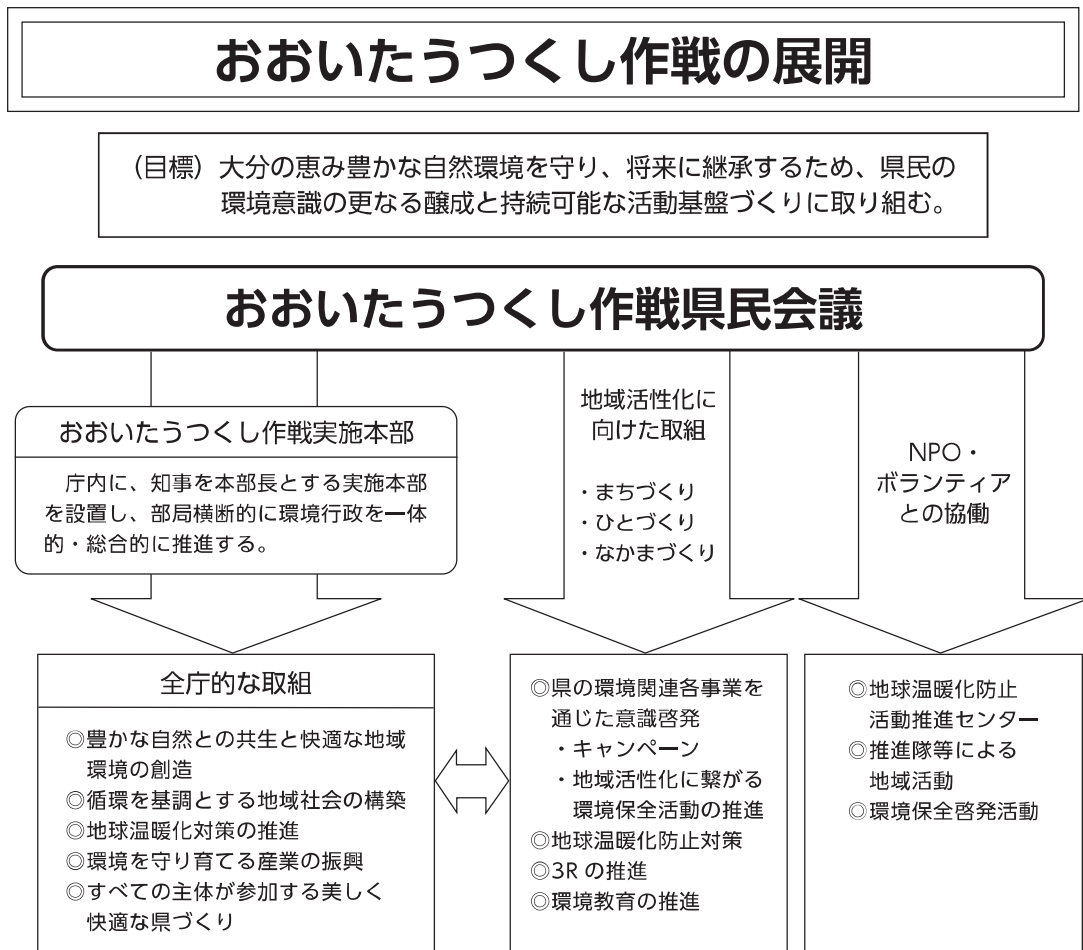 おおいたうつくし作戦の展開
（目標）大分の恵み豊かな自然環境を守り、将来に継承するため、県民の
環境意識の更なる醸成と持続可能な活動基盤づくりに取り組む。
おおいたうつくし作戦県民会議
おおいたうつくし作戦実施本部
庁内に、知事を本部長とする実施本部
を設置し、部局横断的に環境行政を一体
的・総合的に推進する。
地域活性化に
向けた取組
・まちづくり
・ひとづくり
・なかまづくり
NPO・
ボランティア
との協働
全庁的な取組
◎豊かな自然との共生と快適な地域
環境の創造
◎循環を基調とする地域社会の構築
◎地球温暖化対策の推進
◎環境を守り育てる産業の振興
◎すべての主体が参加する美しく
快適な県づくり
◎県の環境関連各事業を
通じた意識啓発
・キャンペーン
・地域活性化に繋がる
環境保全活動の推進
◎地球温暖化防止対策
◎3R の推進
◎環境教育の推進
◎地球温暖化防止
活動推進センター
◎推進隊等による
地域活動
◎環境保全啓発活動